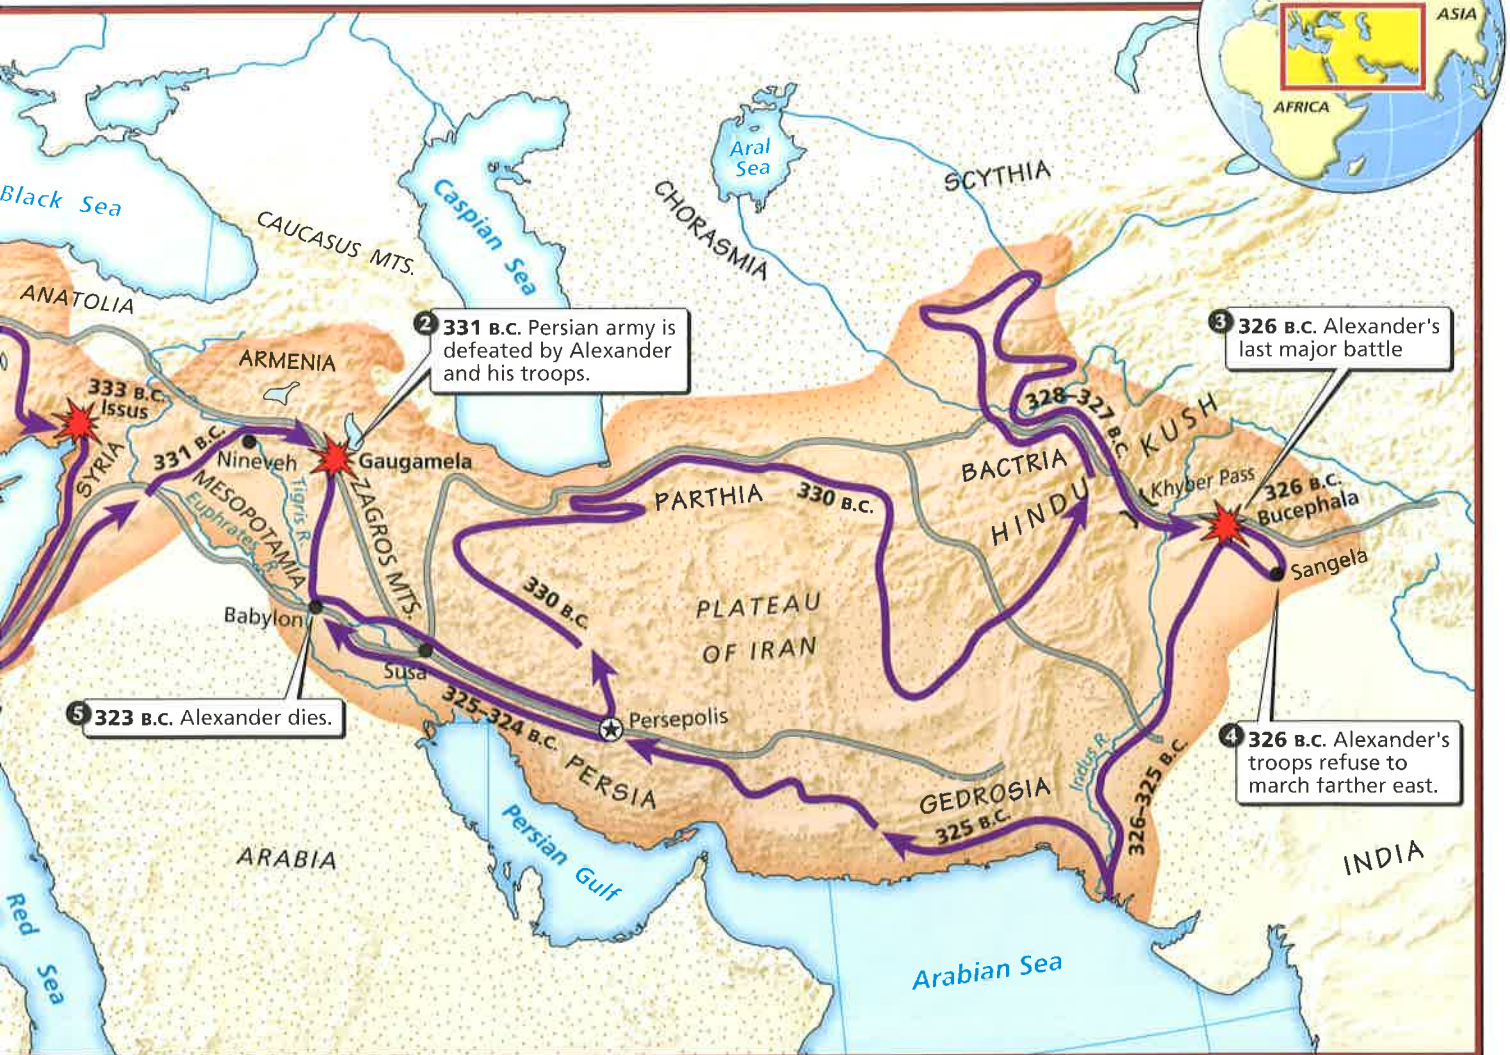 ASIA
AFRICA
Black Sea
CAUCASUS MTS.
Caspian Sea
Aral
Sea
CHORASMIA
SCYTHIA
ANATOLIA
ARMENIA
2 331 B.C. Persian army is
defeated by Alexander
and his troops.
3 326 B.C. Alexander's
last major battle
333 B.C.
Issus
SYRIA
331 B.C.
Nineveh
Gaugamela
MESOPOTAMIA
Tigris R.
Euphrates R.
ZAGROS MTS.
PARTHIA
330 B.C.
BACTRIA
328–327 B.C.
HINDU KUSH
Khyber Pass
326 B.C.
Bucephala
Sangela
330 B.C.
PLATEAU
OF IRAN
Babylon
Susa
5 323 B.C. Alexander dies.
325–324 B.C.
Persepolis
PERSIA
GEDROSIA
325 B.C.
Indus R.
326–325 B.C.
4 326 B.C. Alexander's
troops refuse to
march farther east.
INDIA
ARABIA
Persian Gulf
Red Sea
Arabian Sea